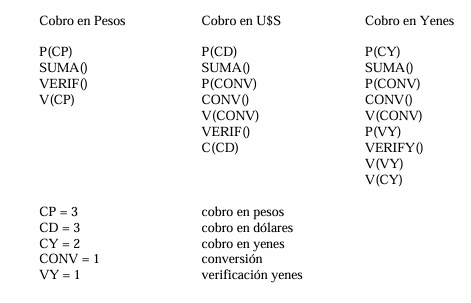 Cobro en Pesos Cobro en U$S Cobro en Yenes
P(CP) P(CD) P(CY)
SUMA() SUMA() SUMA()
VERIF() P(CONV) P(CONV)
V(CP) CONV() CONV()
V(CONV) V(CONV)
VERIF() P(VY)
C(CD) VERIFY()
V(VY)
V(CY)
CP = 3 cobro en pesos
CD = 3 cobro en dólares
CY = 2 cobro en yenes
CONV = 1 conversión
VY = 1 verificación yenes